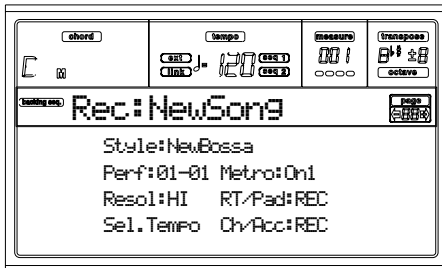 chord tempo measure transpose
C M ext link ♩= 120 seq 1 seq 2 001 B♭♮ ±8
octave
backing seq. Rec:NewSong page
Style:NewBossa
Perf:01-01 Metro:On1
Resol:HI RT/Pad:REC
Sel.Tempo Ch/Acc:REC